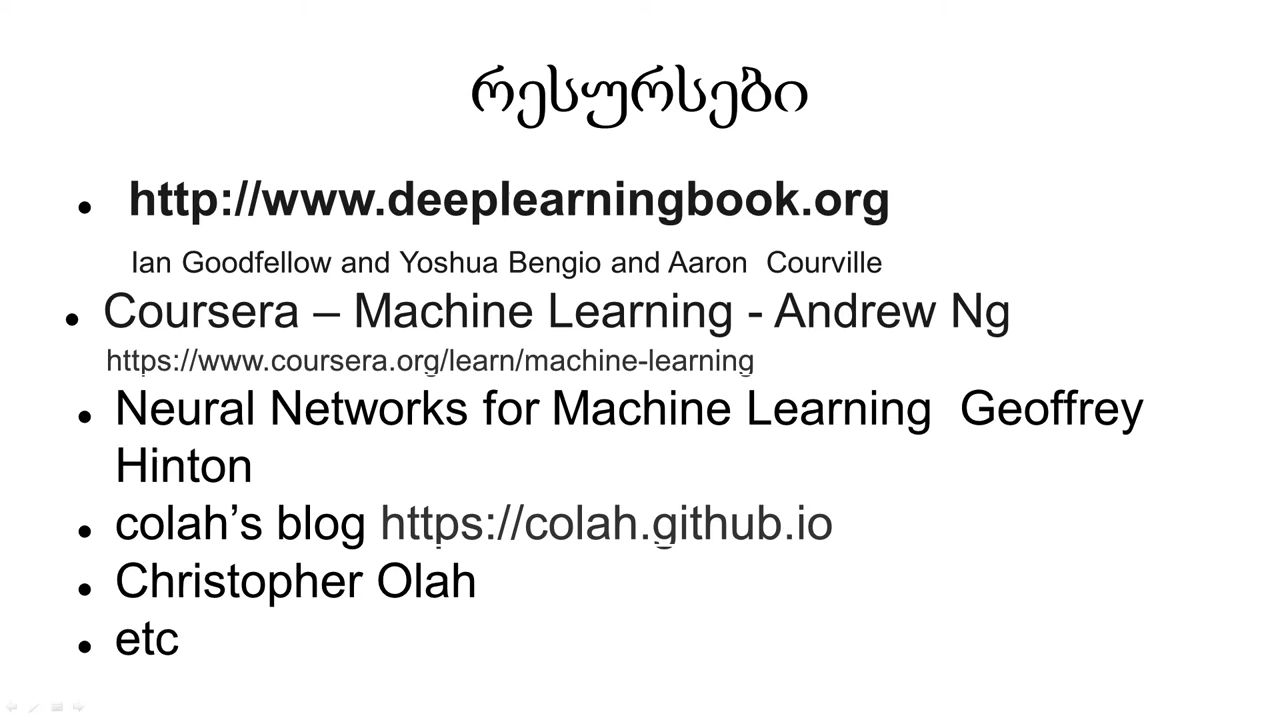 რესურსები
• http://www.deeplearningbook.org
Ian Goodfellow and Yoshua Bengio and Aaron Courville
• Coursera – Machine Learning - Andrew Ng
https://www.coursera.org/learn/machine-learning
• Neural Networks for Machine Learning Geoffrey
Hinton
• colah’s blog https://colah.github.io
• Christopher Olah
• etc